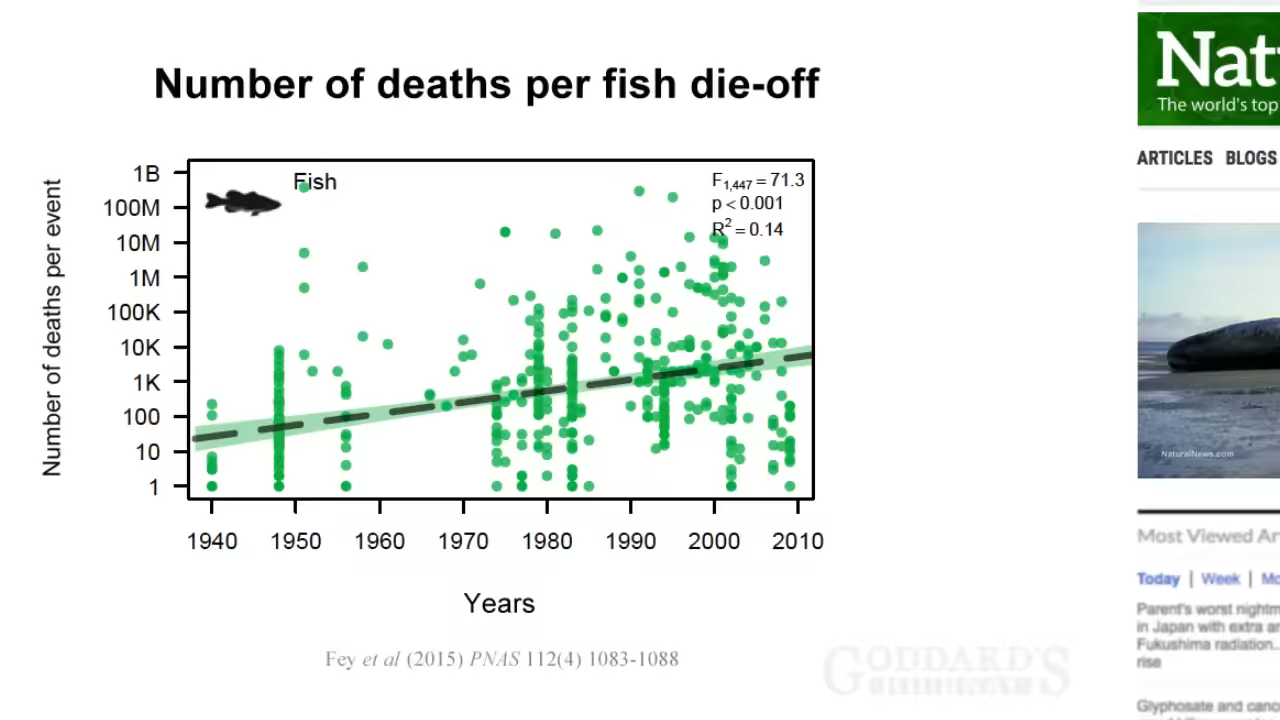 Number of deaths per fish die-off
Number of deaths per event
1B
100M
10M
1M
100K
10K
1K
100
10
1
Fish
F1,447 = 71.3
p < 0.001
R2 = 0.14
1940 1950 1960 1970 1980 1990 2000 2010
Years
Fey et al (2015) PNAS 112(4) 1083-1088
GODDARD'S
Nat
The world's top
ARTICLES BLOGS
NaturalNews.com
Most Viewed Ar
Today | Week | Mo
Parent's worst nightm
in Japan with extra ar
Fukushima radiation...
rise
Glyphosate and canc